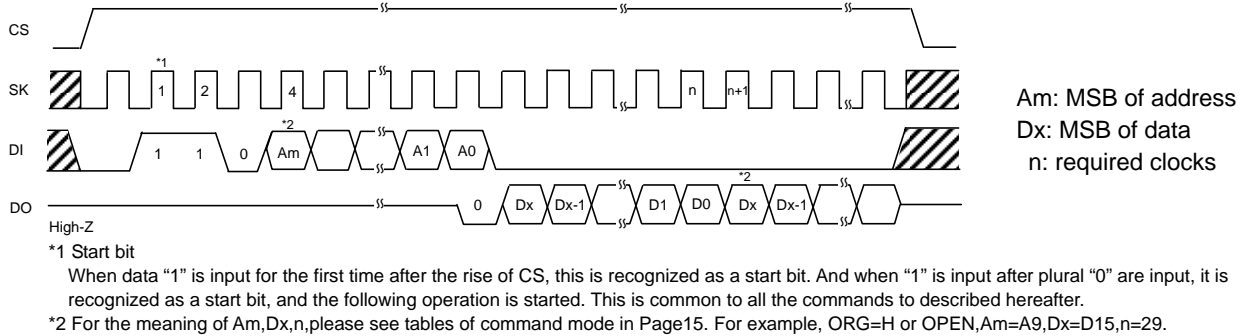 CS
*1
SK 1 2 4 n n+1
*2
DI 1 1 0 Am A1 A0
*2
DO 0 Dx Dx-1 D1 D0 Dx Dx-1
High-Z
Am: MSB of address
Dx: MSB of data
n: required clocks
*1 Start bit
When data “1” is input for the first time after the rise of CS, this is recognized as a start bit. And when “1” is input after plural “0” are input, it is
recognized as a start bit, and the following operation is started. This is common to all the commands to described hereafter.
*2 For the meaning of Am,Dx,n,please see tables of command mode in Page15. For example, ORG=H or OPEN,Am=A9,Dx=D15,n=29.